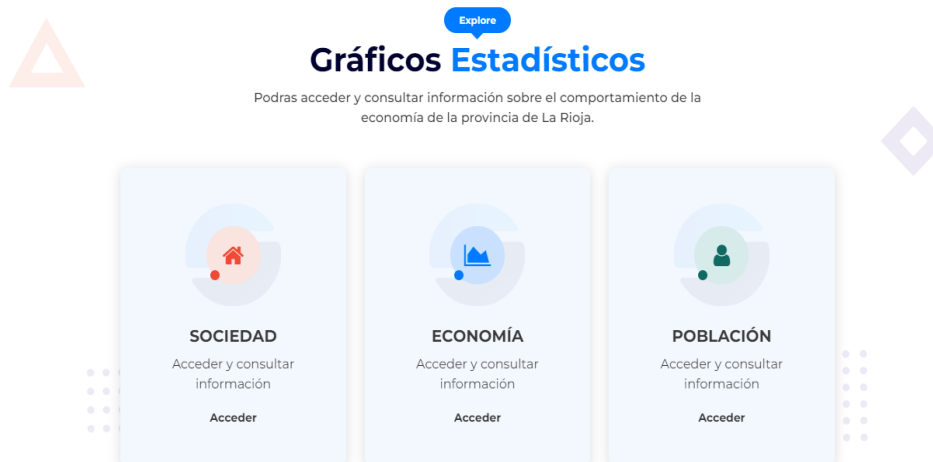 Explore
Gráficos Estadísticos
Podras acceder y consultar información sobre el comportamiento de la
economía de la provincia de La Rioja.
SOCIEDAD
Acceder y consultar
información
Acceder
ECONOMÍA
Acceder y consultar
información
Acceder
POBLACIÓN
Acceder y consultar
información
Acceder